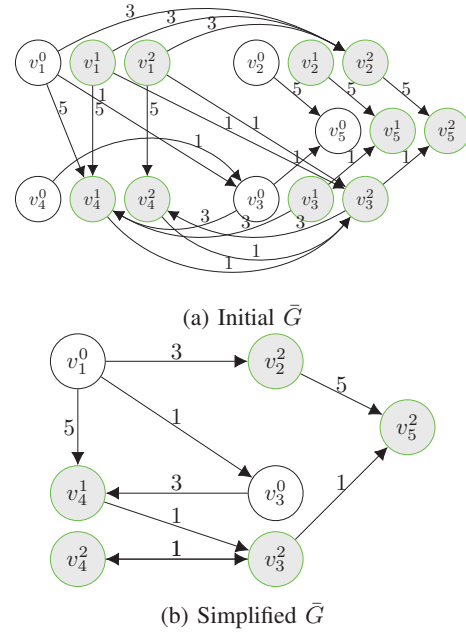 3
3
3
v_1^0
v_1^1
v_1^2
v_2^0
v_2^1
v_2^2
5
1
5
5
5
5
5
v_5^0
v_5^1
v_5^2
1
1
1
1
1
1
v_4^0
v_4^1
v_4^2
v_3^0
v_3^1
v_3^2
3
3
3
1
1
(a) Initial Ḡ
v_1^0
3
v_2^2
5
5
1
v_5^2
v_4^1
3
v_3^0
1
1
v_4^2
1
v_3^2
(b) Simplified Ḡ